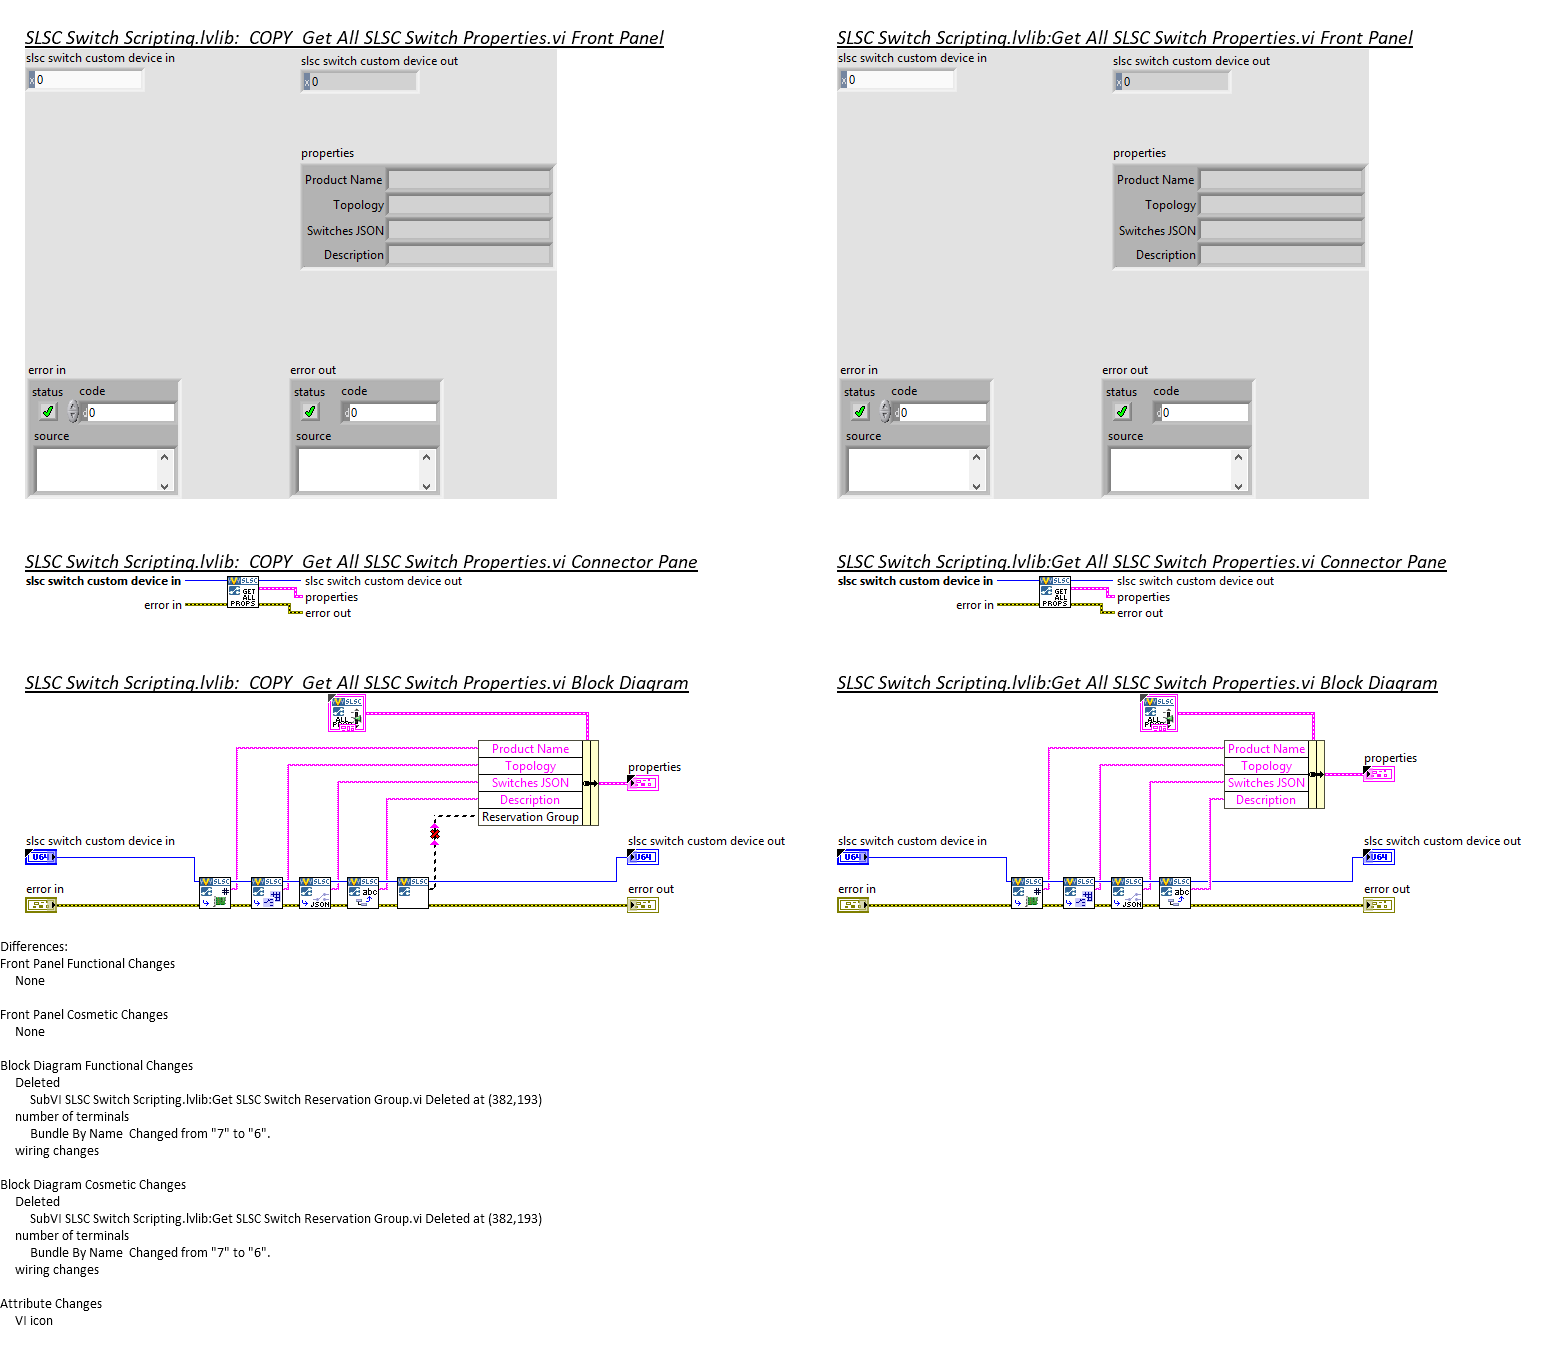 SLSC Switch Scripting.lvlib:  COPY  Get All SLSC Switch Properties.vi Front Panel
slsc switch custom device in
slsc switch custom device out
x 0
x 0
properties
Product Name
Topology
Switches JSON
Description
error in
error out
status code
status code
d 0
d 0
source
source
SLSC Switch Scripting.lvlib:Get All SLSC Switch Properties.vi Front Panel
slsc switch custom device in
slsc switch custom device out
x 0
x 0
properties
Product Name
Topology
Switches JSON
Description
error in
error out
status code
status code
d 0
d 0
source
source
SLSC Switch Scripting.lvlib:  COPY  Get All SLSC Switch Properties.vi Connector Pane
slsc switch custom device in
SLSC
GET
ALL
PROPS
slsc switch custom device out
properties
error in
error out
SLSC Switch Scripting.lvlib:Get All SLSC Switch Properties.vi Connector Pane
slsc switch custom device in
SLSC
GET
ALL
PROPS
slsc switch custom device out
properties
error in
error out
SLSC Switch Scripting.lvlib:  COPY  Get All SLSC Switch Properties.vi Block Diagram
SLSC
ALL
Product Name
Topology
Switches JSON
Description
Reservation Group
properties
slsc switch custom device in
U64
slsc switch custom device out
U64
error in
SLSC
SLSC
SLSC
JSON
SLSC
abc
SLSC
error out
SLSC Switch Scripting.lvlib:Get All SLSC Switch Properties.vi Block Diagram
SLSC
ALL
Product Name
Topology
Switches JSON
Description
properties
slsc switch custom device in
U64
slsc switch custom device out
U64
error in
SLSC
SLSC
SLSC
JSON
SLSC
abc
error out
Differences:
Front Panel Functional Changes
None
Front Panel Cosmetic Changes
None
Block Diagram Functional Changes
Deleted
SubVI SLSC Switch Scripting.lvlib:Get SLSC Switch Reservation Group.vi Deleted at (382,193)
number of terminals
Bundle By Name  Changed from "7" to "6".
wiring changes
Block Diagram Cosmetic Changes
Deleted
SubVI SLSC Switch Scripting.lvlib:Get SLSC Switch Reservation Group.vi Deleted at (382,193)
number of terminals
Bundle By Name  Changed from "7" to "6".
wiring changes
Attribute Changes
VI icon